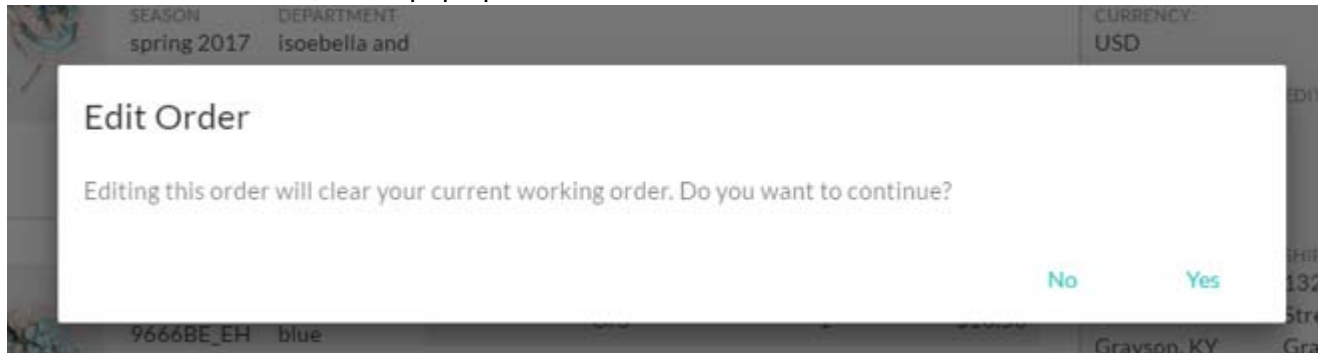 SEASON DEPARTMENT CURRENCY:
spring 2017 isoebella and USD
Edit Order
Editing this order will clear your current working order. Do you want to continue?
No Yes
9666BE_EH blue
Grayson, KY